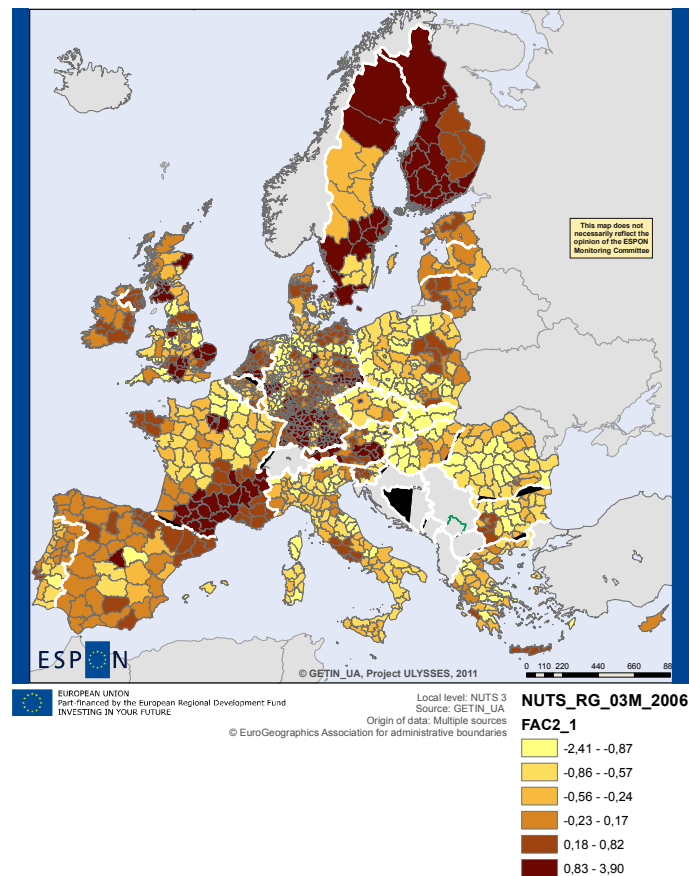 This map does not
necessarily reflect the
opinion of the ESPON
Monitoring Committee
ESPON
© GETIN_UA, Project ULYSSES, 2011
0 110 220 440 660 88
EUROPEAN UNION
Part-financed by the European Regional Development Fund
INVESTING IN YOUR FUTURE
Local level: NUTS 3
Source: GETIN_UA
Origin of data: Multiple sources
© EuroGeographics Association for administrative boundaries
NUTS_RG_03M_2006
FAC2_1
-2,41 - -0,87
-0,86 - -0,57
-0,56 - -0,24
-0,23 - 0,17
0,18 - 0,82
0,83 - 3,90